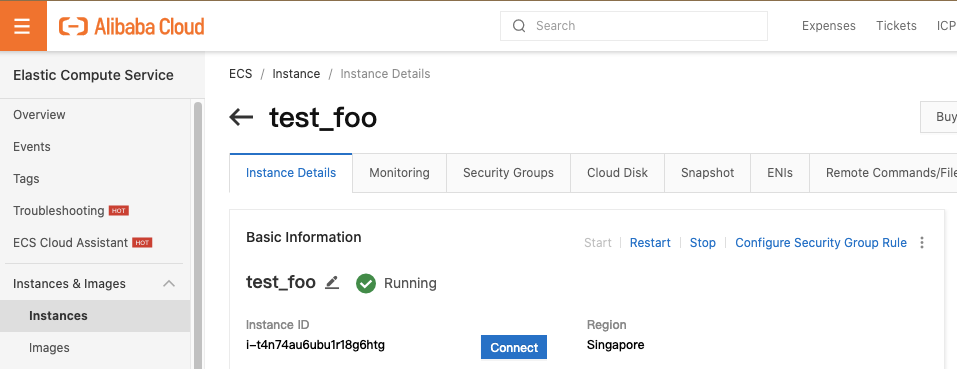 Alibaba Cloud
Search
Expenses Tickets ICP
Elastic Compute Service
Overview
Events
Tags
Troubleshooting HOT
ECS Cloud Assistant HOT
Instances & Images
Instances
Images
ECS / Instance / Instance Details
test_foo
Buy
Instance Details Monitoring Security Groups Cloud Disk Snapshot ENIs Remote Commands/File
Basic Information
Start Restart Stop Configure Security Group Rule
test_foo Running
Instance ID
i-t4n74au6ubu1r18g6htg
Connect
Region
Singapore